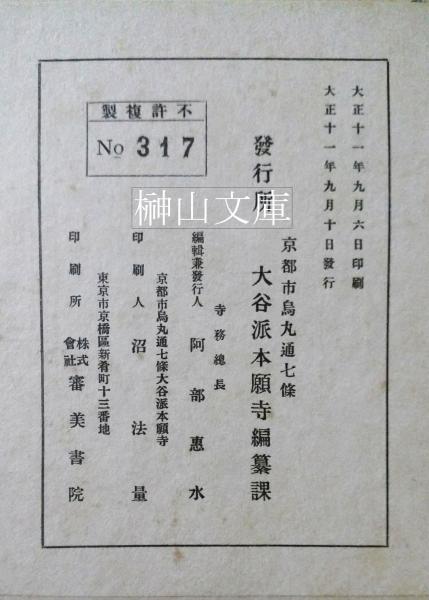 大正十一年九月六日印刷
大正十一年九月十日發行
不許複製
No 317
京都市烏丸通七條
發行所 大谷派本願寺編纂課
寺務總長
編輯兼發行人 阿部惠水
京都市烏丸通七條大谷派本願寺
印刷人 沼法量
東京市京橋區新肴町十三番地
印刷所 株式會社 審美書院
榊山文庫